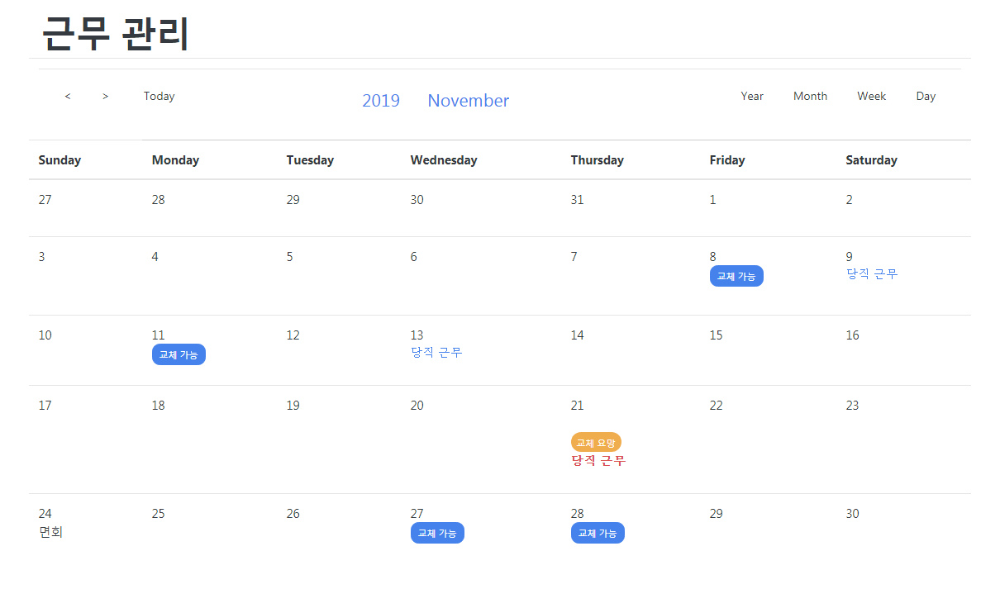 근무 관리
< > Today 2019 November Year Month Week Day
Sunday Monday Tuesday Wednesday Thursday Friday Saturday
27 28 29 30 31 1 2
3 4 5 6 7 8 9
교체 가능 당직 근무
10 11 12 13 14 15 16
교체 가능 당직 근무
17 18 19 20 21 22 23
교체 요망
당직 근무
24 25 26 27 28 29 30
면회 교체 가능 교체 가능